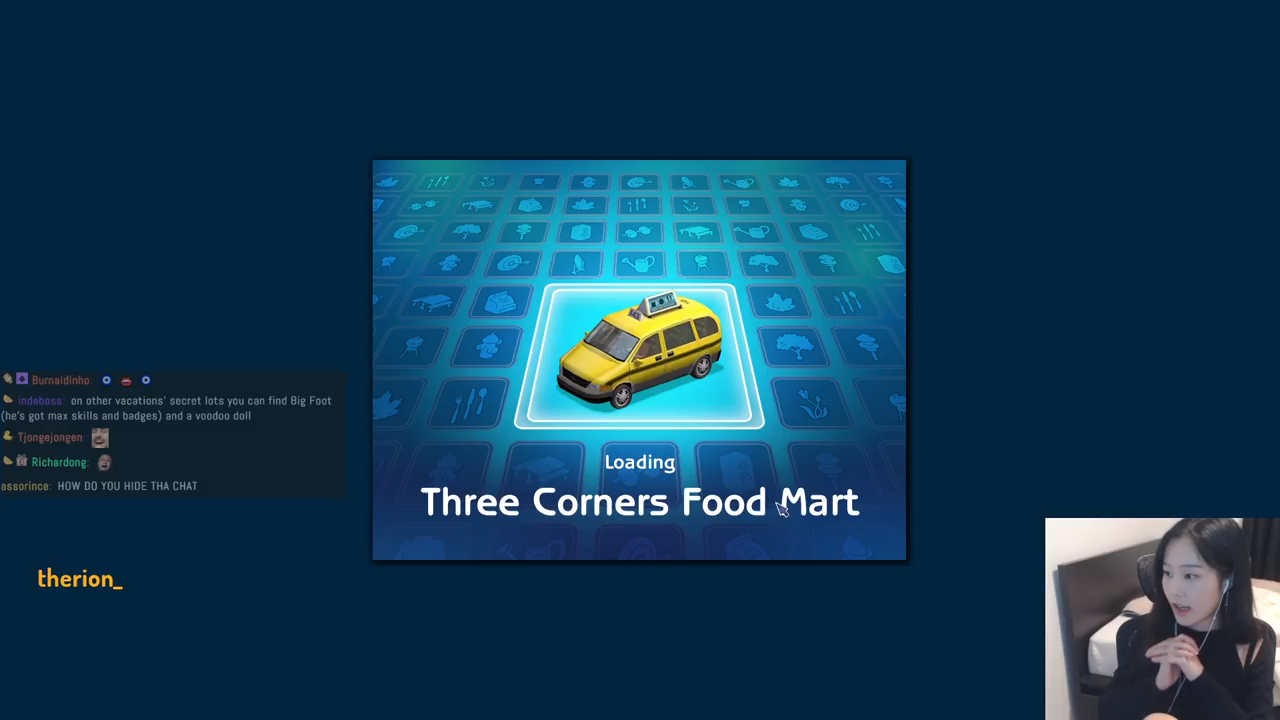 Burnaldinho:
indeboss: on other vacations' secret lots you can find Big Foot
(he's got max skills and badges) and a voodoo doll
Tjongejongen:
Richardong:
assorince: HOW DO YOU HIDE THA CHAT
Loading
Three Corners Food Mart
therion_